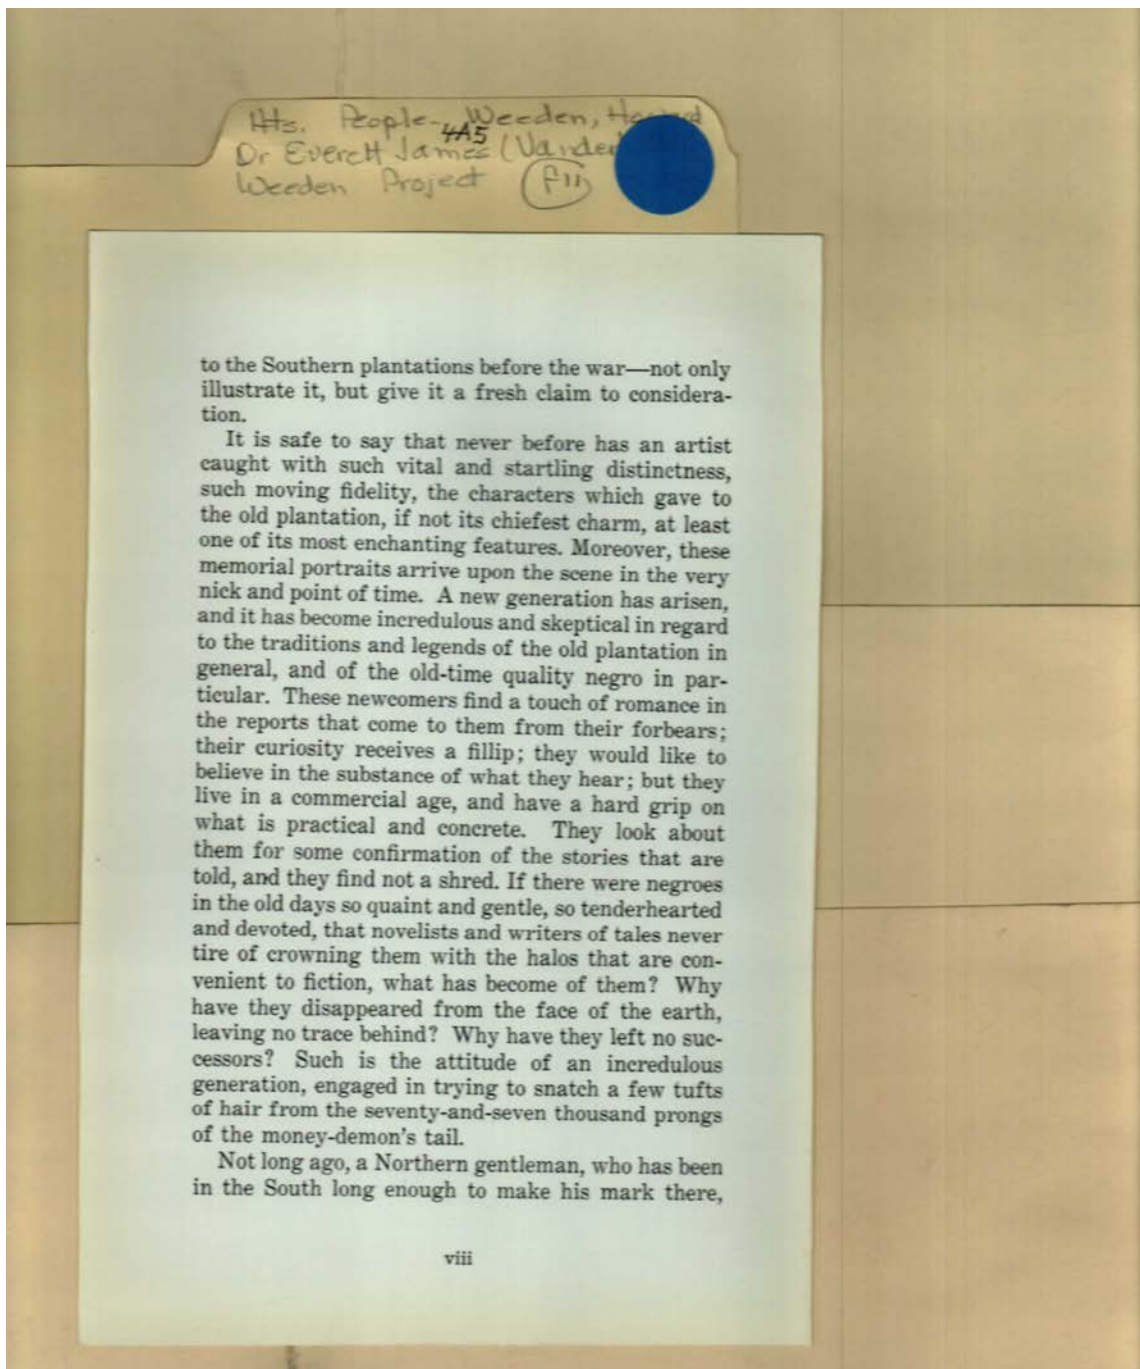 Hts. People- Weeden, Ho
4A5
Dr Everett James (Vander
Weeden Project (F11)
to the Southern plantations before the war—not only
illustrate it, but give it a fresh claim to considera-
tion.
It is safe to say that never before has an artist
caught with such vital and startling distinctness,
such moving fidelity, the characters which gave to
the old plantation, if not its chiefest charm, at least
one of its most enchanting features. Moreover, these
memorial portraits arrive upon the scene in the very
nick and point of time. A new generation has arisen,
and it has become incredulous and skeptical in regard
to the traditions and legends of the old plantation in
general, and of the old-time quality negro in par-
ticular. These newcomers find a touch of romance in
the reports that come to them from their forbears;
their curiosity receives a fillip; they would like to
believe in the substance of what they hear; but they
live in a commercial age, and have a hard grip on
what is practical and concrete. They look about
them for some confirmation of the stories that are
told, and they find not a shred. If there were negroes
in the old days so quaint and gentle, so tenderhearted
and devoted, that novelists and writers of tales never
tire of crowning them with the halos that are con-
venient to fiction, what has become of them? Why
have they disappeared from the face of the earth,
leaving no trace behind? Why have they left no suc-
cessors? Such is the attitude of an incredulous
generation, engaged in trying to snatch a few tufts
of hair from the seventy-and-seven thousand prongs
of the money-demon's tail.
Not long ago, a Northern gentleman, who has been
in the South long enough to make his mark there,
viii